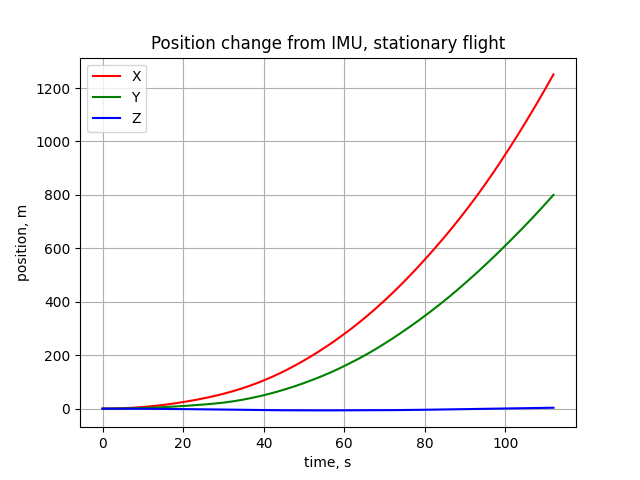 Position change from IMU, stationary flight
X
Y
Z
1200
1000
800
600
400
200
0
position, m
0 20 40 60 80 100
time, s